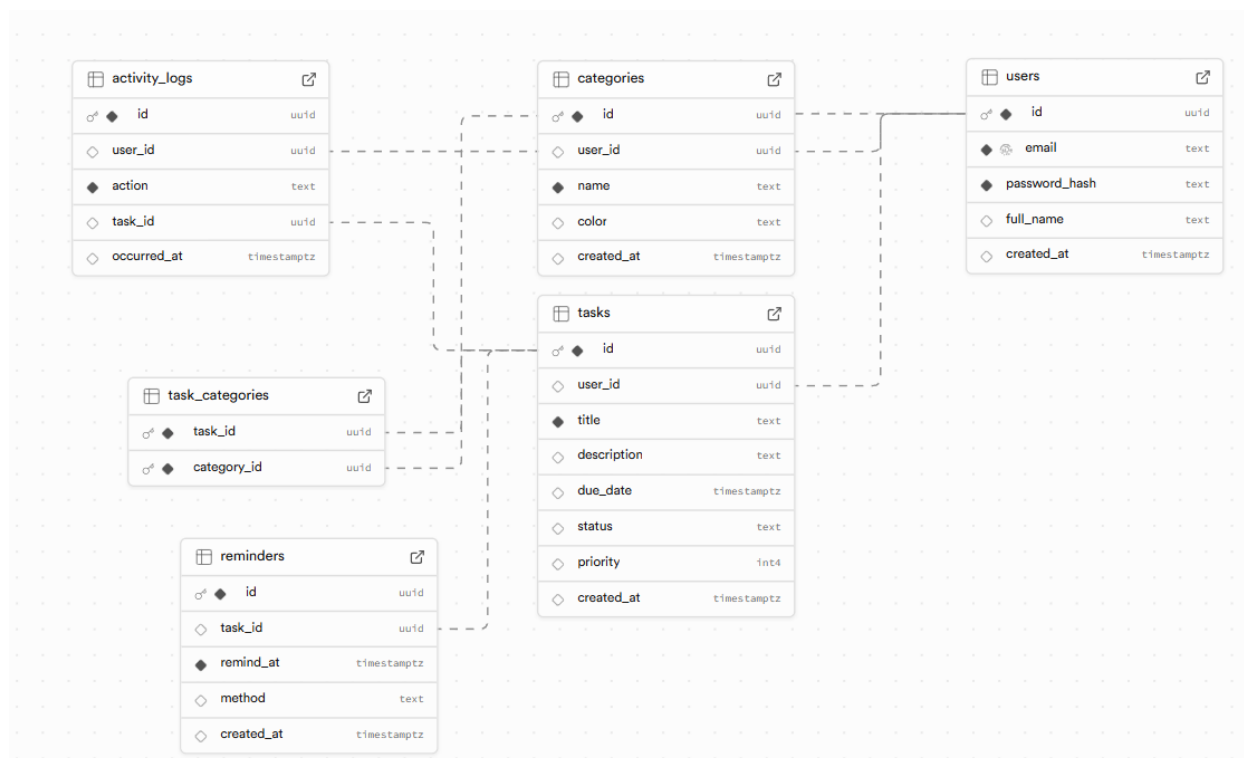 activity_logs
id uuid
user_id uuid
action text
task_id uuid
occurred_at timestamptz
categories
id uuid
user_id uuid
name text
color text
created_at timestamptz
users
id uuid
email text
password_hash text
full_name text
created_at timestamptz
tasks
id uuid
user_id uuid
title text
description text
due_date timestamptz
status text
priority int4
created_at timestamptz
task_categories
task_id uuid
category_id uuid
reminders
id uuid
task_id uuid
remind_at timestamptz
method text
created_at timestamptz